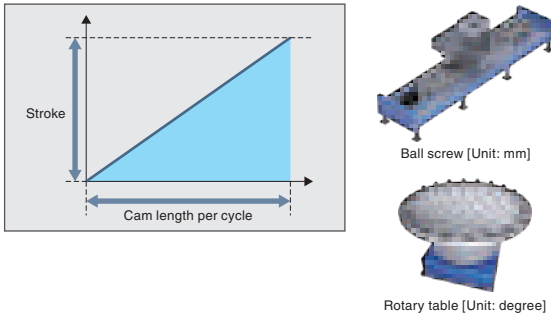 Stroke
Cam length per cycle
Ball screw [Unit: mm]
Rotary table [Unit: degree]